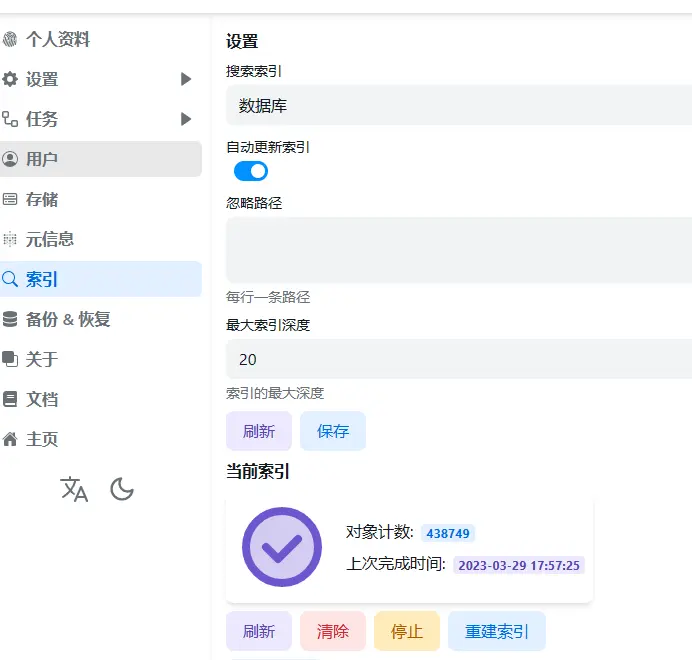 个人资料
设置
任务
用户
存储
元信息
索引
备份 & 恢复
关于
文档
主页
设置
搜索索引
数据库
自动更新索引
忽略路径
每行一条路径
最大索引深度
20
索引的最大深度
刷新 保存
当前索引
对象计数: 438749
上次完成时间: 2023-03-29 17:57:25
刷新 清除 停止 重建索引